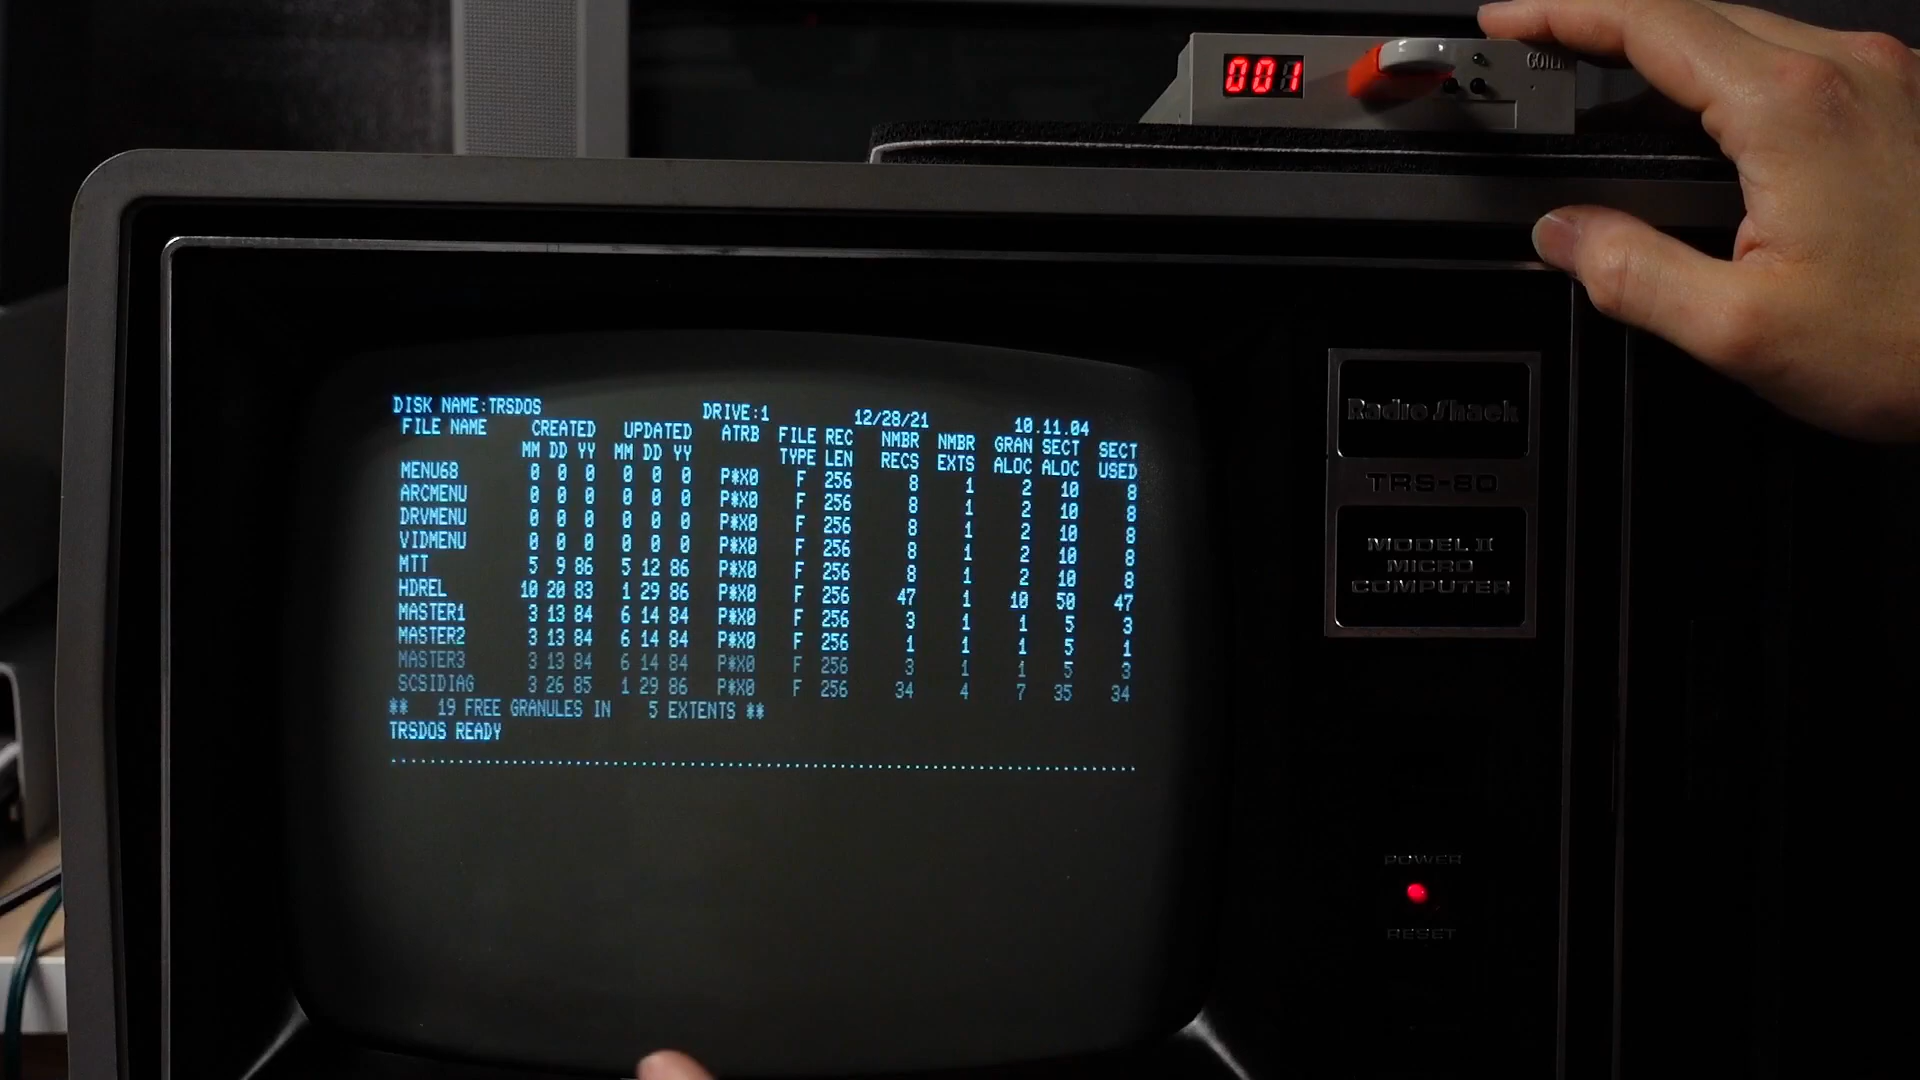 001
GOTEK
DISK NAME:TRSDOS DRIVE:1 12/28/21 10.11.04
FILE NAME CREATED UPDATED ATRB FILE REC NMBR NMBR GRAN SECT SECT
MM DD YY MM DD YY TYPE LEN RECS EXTS ALOC ALOC USED
MENU68 0 0 0 0 0 0 P*X0 F 256 8 1 2 10 8
ARCMENU 0 0 0 0 0 0 P*X0 F 256 8 1 2 10 8
DRVMENU 0 0 0 0 0 0 P*X0 F 256 8 1 2 10 8
VIDMENU 0 0 0 0 0 0 P*X0 F 256 8 1 2 10 8
MTT 5 9 86 5 12 86 P*X0 F 256 8 1 2 10 8
HDREL 10 20 83 1 29 86 P*X0 F 256 47 1 10 50 47
MASTER1 3 13 84 6 14 84 P*X0 F 256 3 1 1 5 3
MASTER2 3 13 84 6 14 84 P*X0 F 256 1 1 1 5 1
MASTER3 3 13 84 6 14 84 P*X0 F 256 3 1 1 5 3
SCSIDIAG 3 26 85 1 29 86 P*X0 F 256 34 4 7 35 34
** 19 FREE GRANULES IN 5 EXTENTS **
TRSDOS READY
................................................................................
Radio Shack
TRS-80
MODEL II
MICRO
COMPUTER
POWER
RESET